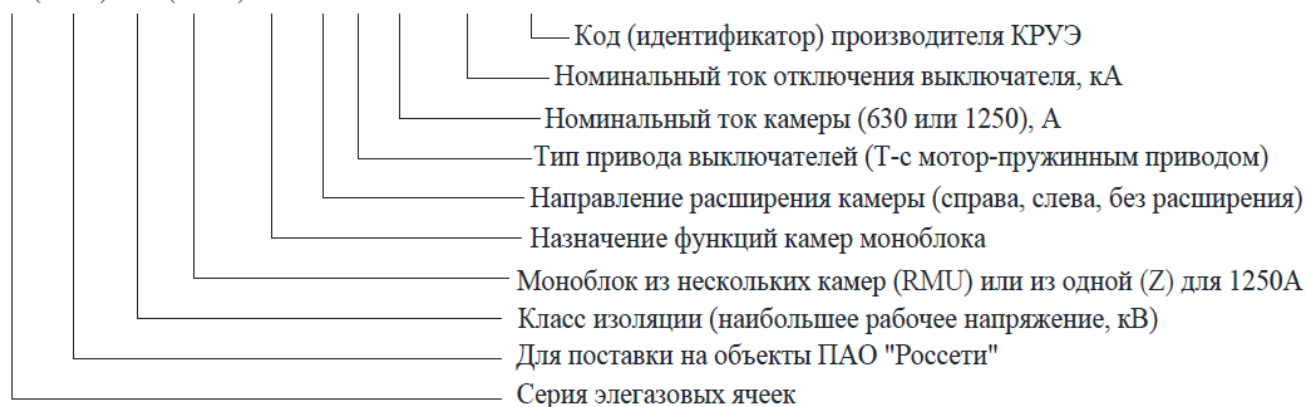 Код (идентификатор) производителя КРУЭ
Номинальный ток отключения выключателя, кА
Номинальный ток камеры (630 или 1250), А
Тип привода выключателей (Т-с мотор-пружинным приводом)
Направление расширения камеры (справа, слева, без расширения)
Назначение функций камер моноблока
Моноблок из нескольких камер (RMU) или из одной (Z) для 1250А
Класс изоляции (наибольшее рабочее напряжение, кВ)
Для поставки на объекты ПАО "Россети"
Серия элегазовых ячеек